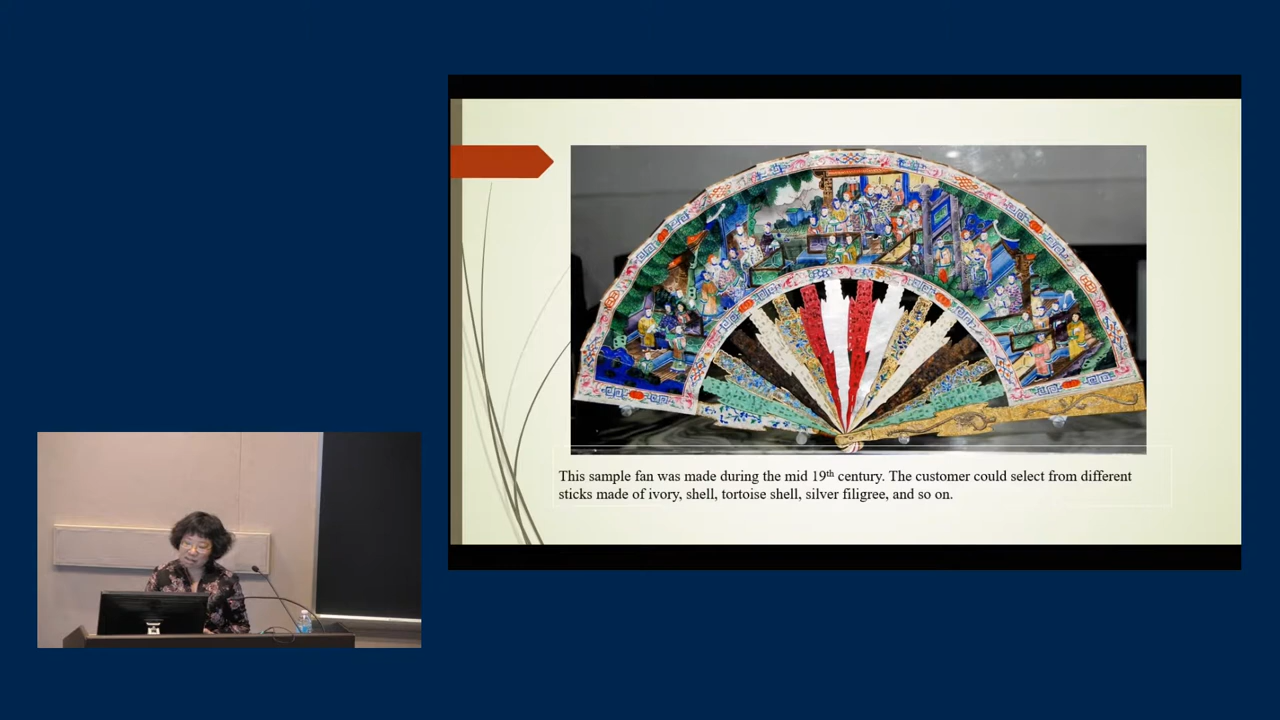 This sample fan was made during the mid 19th century. The customer could select from different
sticks made of ivory, shell, tortoise shell, silver filigree, and so on.